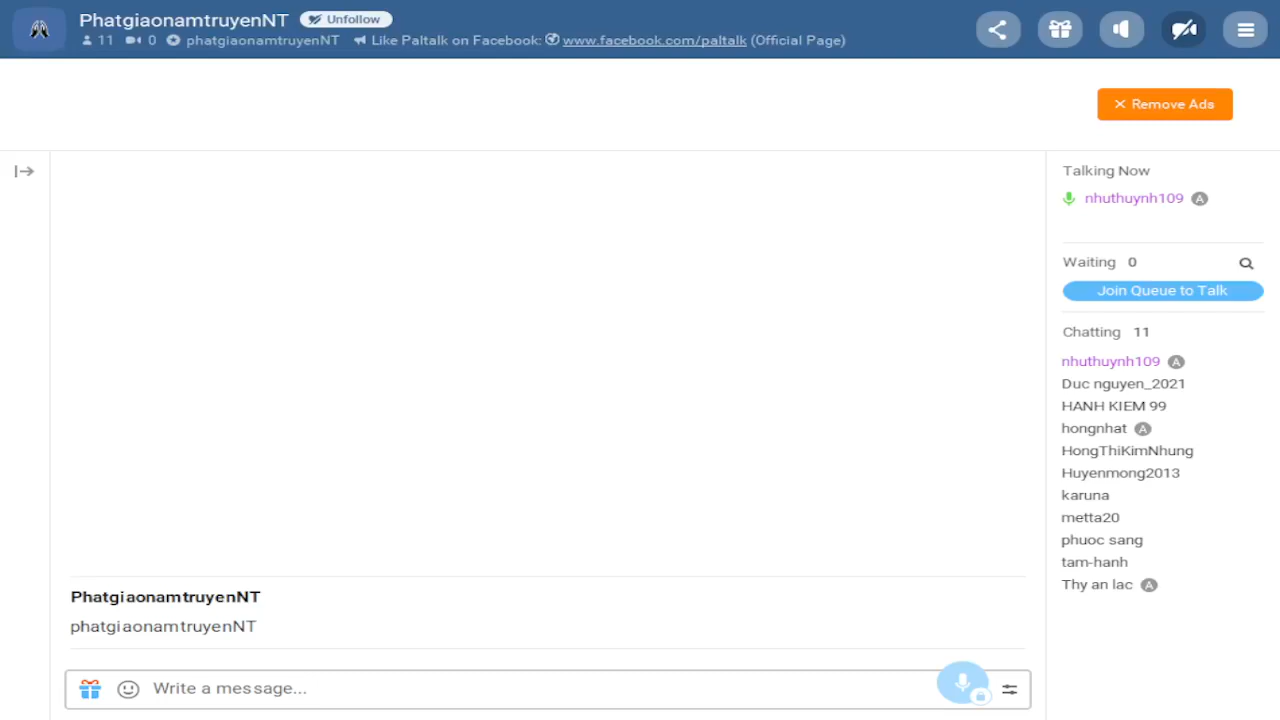 PhatgiaonamtruyenNT Unfollow
11 0 phatgiaonamtruyenNT Like Paltalk on Facebook: www.facebook.com/paltalk (Official Page)
Remove Ads
Talking Now
nhuthuynh109 A
Waiting 0
Join Queue to Talk
Chatting 11
nhuthuynh109 A
Duc nguyen_2021
HANH KIEM 99
hongnhat A
HongThiKimNhung
Huyenmong2013
karuna
metta20
phuoc sang
tam-hanh
Thy an lac A
PhatgiaonamtruyenNT
phatgiaonamtruyenNT
Write a message...